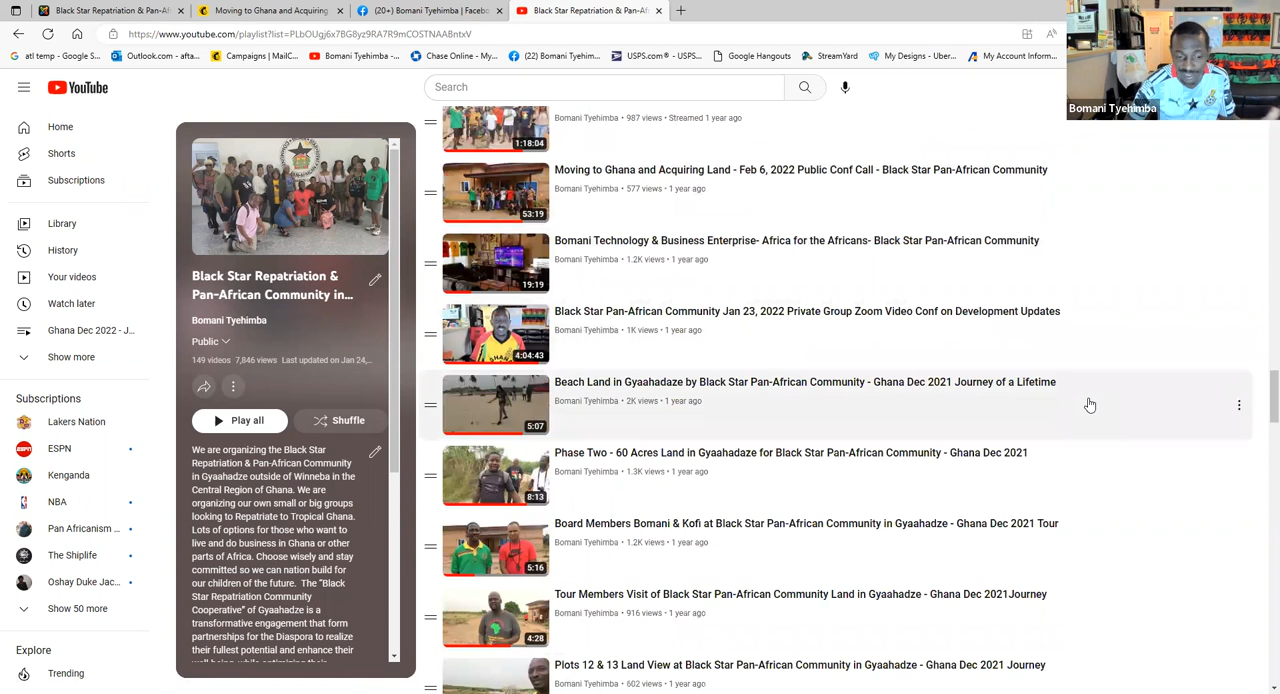 Black Star Repatriation & Pan-Af
Moving to Ghana and Acquiring
(20+) Bomani Tyehimba | Facebo
Black Star Repatriation & Pan-Af
https://www.youtube.com/playlist?list=PLbOUgj6x7BG8yz9RAYR9mCOSTNAABntxV
atl temp - Google S...
Outlook.com - afta...
Campaigns | MailC...
Bomani Tyehimba -...
Chase Online - My...
(22) Bomani Tyehim...
USPS.com® - USPS...
Google Hangouts
StreamYard
My Designs - Uber...
My Account Inform...
Bomani Tyehimba
YouTube
Search
Home
Shorts
Subscriptions
Library
History
Your videos
Watch later
Ghana Dec 2022 - J...
Show more
Subscriptions
Lakers Nation
ESPN
Kenganda
NBA
Pan Africanism ...
The Shiplife
Oshay Duke Jac...
Show 50 more
Explore
Trending
Black Star Repatriation &
Pan-African Community in...
Bomani Tyehimba
Public
149 videos 7,846 views Last updated on Jan 24,...
Play all
Shuffle
We are organizing the Black Star
Repatriation & Pan-African Community
in Gyaahadze outside of Winneba in the
Central Region of Ghana. We are
organizing our own small or big groups
looking to Repatriate to Tropical Ghana.
Lots of options for those who want to
live and do business in Ghana or other
parts of Africa. Choose wisely and stay
committed so we can nation build for
our children of the future. The "Black
Star Repatriation Community
Cooperative" of Gyaahadze is a
transformative engagement that form
partnerships for the Diaspora to realize
their fullest potential and enhance their
1:18:04
Bomani Tyehimba • 987 views • Streamed 1 year ago
53:19
Moving to Ghana and Acquiring Land - Feb 6, 2022 Public Conf Call - Black Star Pan-African Community
Bomani Tyehimba • 577 views • 1 year ago
19:19
Bomani Technology & Business Enterprise- Africa for the Africans- Black Star Pan-African Community
Bomani Tyehimba • 1.2K views • 1 year ago
4:04:43
Black Star Pan-African Community Jan 23, 2022 Private Group Zoom Video Conf on Development Updates
Bomani Tyehimba • 1K views • 1 year ago
5:07
Beach Land in Gyaahadaze by Black Star Pan-African Community - Ghana Dec 2021 Journey of a Lifetime
Bomani Tyehimba • 2K views • 1 year ago
8:13
Phase Two - 60 Acres Land in Gyaahadaze for Black Star Pan-African Community - Ghana Dec 2021
Bomani Tyehimba • 1.3K views • 1 year ago
5:16
Board Members Bomani & Kofi at Black Star Pan-African Community in Gyaahadze - Ghana Dec 2021 Tour
Bomani Tyehimba • 1.2K views • 1 year ago
4:28
Tour Members Visit of Black Star Pan-African Community Land in Gyaahadze - Ghana Dec 2021Journey
Bomani Tyehimba • 916 views • 1 year ago
Plots 12 & 13 Land View at Black Star Pan-African Community in Gyaahadze - Ghana Dec 2021 Journey
Bomani Tyehimba • 602 views • 1 year ago